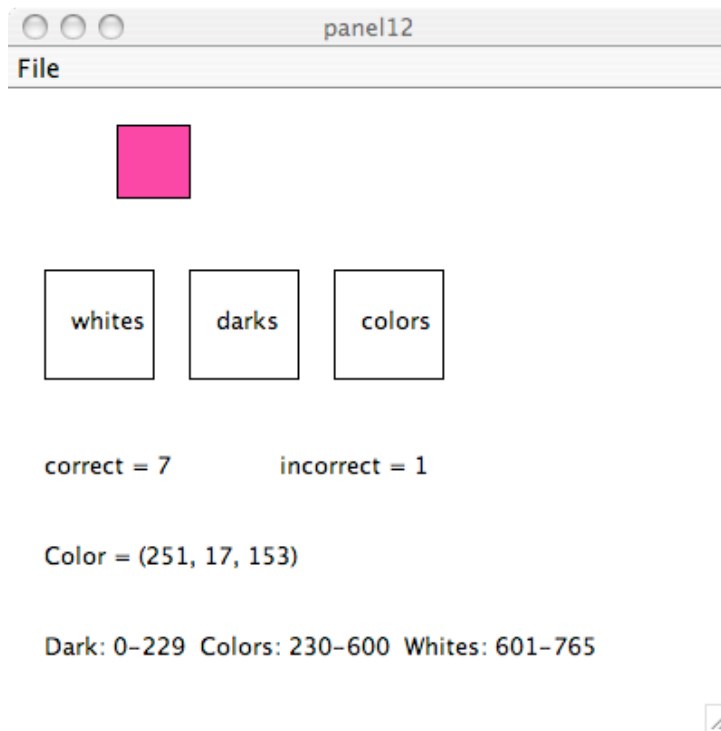 panel12
File
whites darks colors
correct = 7 incorrect = 1
Color = (251, 17, 153)
Dark: 0-229 Colors: 230-600 Whites: 601-765